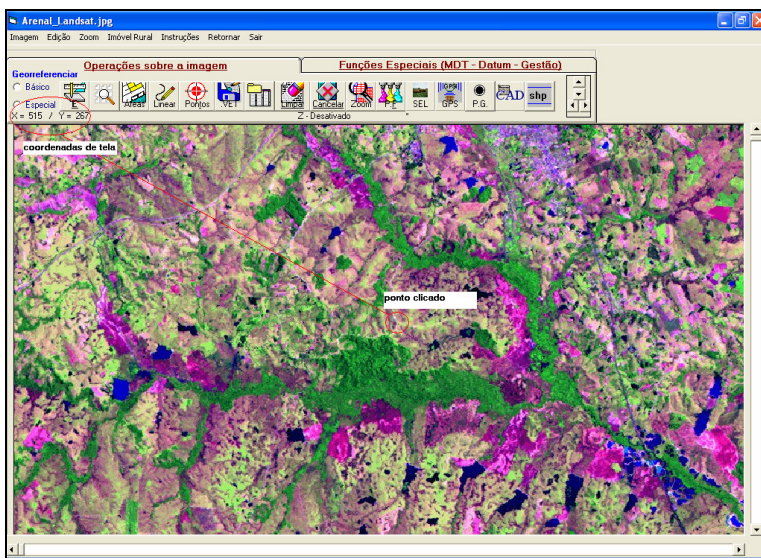 Arenal_Landsat.jpg
Imagem Edição Zoom Imóvel Rural Instruções Retornar Sair
Operações sobre a imagem
Funções Especiais (MDT - Datum - Gestão)
Georreferenciar
Básico
Especial
E
Áreas
Linear
Pontos
.VET
Limpar
Cancelar
Zoom
P.E
SEL
GPS
GPS
P.G.
CAD
shp
X = 515 / Y = 267
Z - Desativado
"
coordenadas de tela
ponto clicado